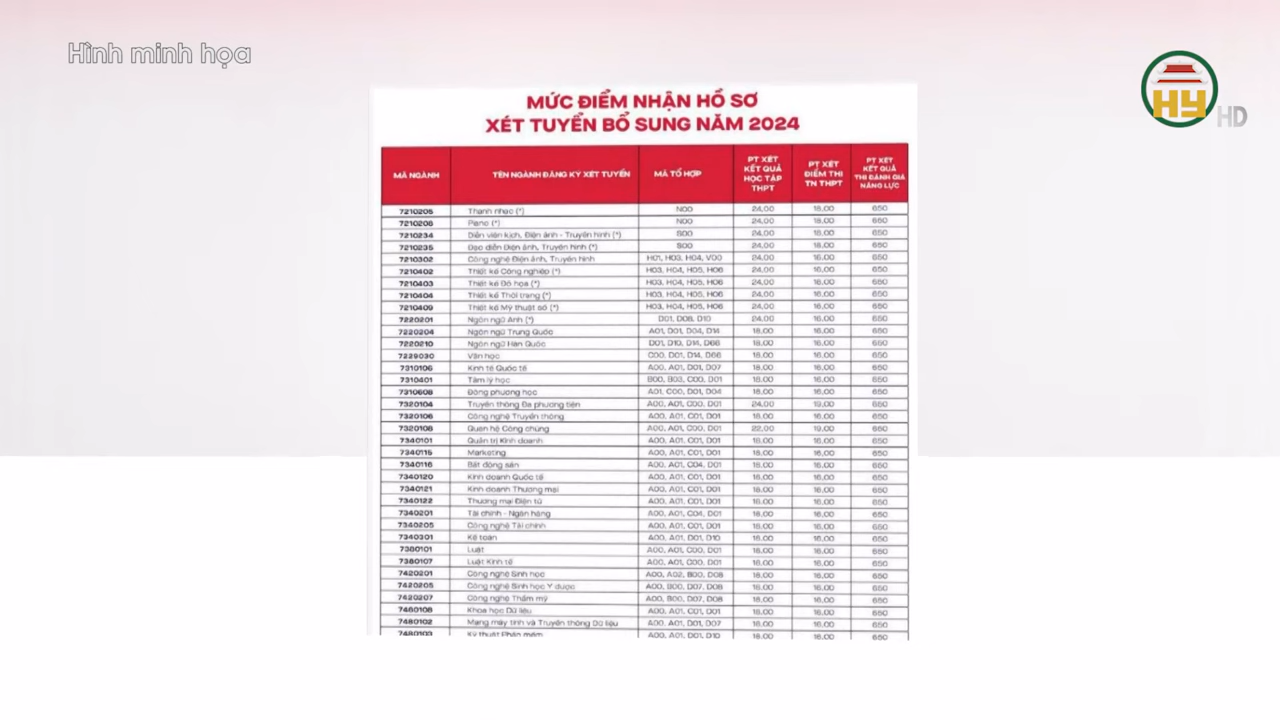 Hình minh họa
HY
HD
MỨC ĐIỂM NHẬN HỒ SƠ
XÉT TUYỂN BỔ SUNG NĂM 2024
MÃ NGÀNH TÊN NGÀNH ĐĂNG KÝ XÉT TUYỂN MÃ TỔ HỢP PT XÉT KẾT QUẢ HỌC TẬP THPT PT XÉT ĐIỂM THI TN THPT PT XÉT KẾT QUẢ THI ĐÁNH GIÁ NĂNG LỰC
7210205 Thanh nhạc (*) N00 24,00 18,00 650
7210208 Piano (*) N00 24,00 18,00 650
7210234 Diễn viên kịch, Điện ảnh - Truyền hình (*) S00 24,00 18,00 650
7210235 Đạo diễn Điện ảnh, Truyền hình (*) S00 24,00 18,00 650
7210302 Công nghệ Điện ảnh, Truyền hình H01, H03, H04, V00 24,00 16,00 650
7210402 Thiết kế Công nghiệp (*) H03, H04, H05, H06 24,00 16,00 650
7210403 Thiết kế Đồ họa (*) H03, H04, H05, H06 24,00 16,00 650
7210404 Thiết kế Thời trang (*) H03, H04, H05, H06 24,00 16,00 650
7210409 Thiết kế Mỹ thuật số (*) H03, H04, H05, H06 24,00 16,00 650
7220201 Ngôn ngữ Anh (*) D01, D08, D10 24,00 16,00 650
7220204 Ngôn ngữ Trung Quốc A01, D01, D04, D14 18,00 16,00 650
7220210 Ngôn ngữ Hàn Quốc D01, D10, D14, D66 18,00 16,00 650
7229030 Văn học C00, D01, D14, D66 18,00 16,00 650
7310106 Kinh tế Quốc tế A00, A01, D01, D07 18,00 16,00 650
7310401 Tâm lý học B00, B03, C00, D01 18,00 16,00 650
7310608 Đông phương học A01, C00, D01, D04 18,00 16,00 650
7320104 Truyền thông Đa phương tiện A00, A01, C00, D01 24,00 19,00 650
7320106 Công nghệ Truyền thông A00, A01, C01, D01 18,00 16,00 650
7320108 Quan hệ Công chúng A00, A01, C00, D01 22,00 19,00 650
7340101 Quản trị Kinh doanh A00, A01, C01, D01 18,00 16,00 650
7340115 Marketing A00, A01, C01, D01 18,00 16,00 650
7340116 Bất động sản A00, A01, C04, D01 18,00 16,00 650
7340120 Kinh doanh Quốc tế A00, A01, C01, D01 18,00 16,00 650
7340121 Kinh doanh Thương mại A00, A01, C01, D01 18,00 16,00 650
7340122 Thương mại Điện tử A00, A01, C01, D01 18,00 16,00 650
7340201 Tài chính - Ngân hàng A00, A01, C04, D01 18,00 16,00 650
7340205 Công nghệ Tài chính A00, A01, C01, D01 18,00 16,00 650
7340301 Kế toán A00, A01, D01, D10 18,00 16,00 650
7380101 Luật A00, A01, C00, D01 18,00 16,00 650
7380107 Luật Kinh tế A00, A01, C00, D01 18,00 16,00 650
7420201 Công nghệ Sinh học A00, A02, B00, D08 18,00 16,00 650
7420205 Công nghệ Sinh học Y dược A00, B00, D07, D08 18,00 16,00 650
7420207 Công nghệ Thẩm mỹ A00, B00, D07, D08 18,00 16,00 650
7460108 Khoa học Dữ liệu A00, A01, C01, D01 18,00 16,00 650
7480102 Mạng máy tính và Truyền thông Dữ liệu A00, A01, D01, D07 18,00 16,00 650
7480103 Kỹ thuật Phần mềm A00, A01, D01, D10 18,00 16,00 650